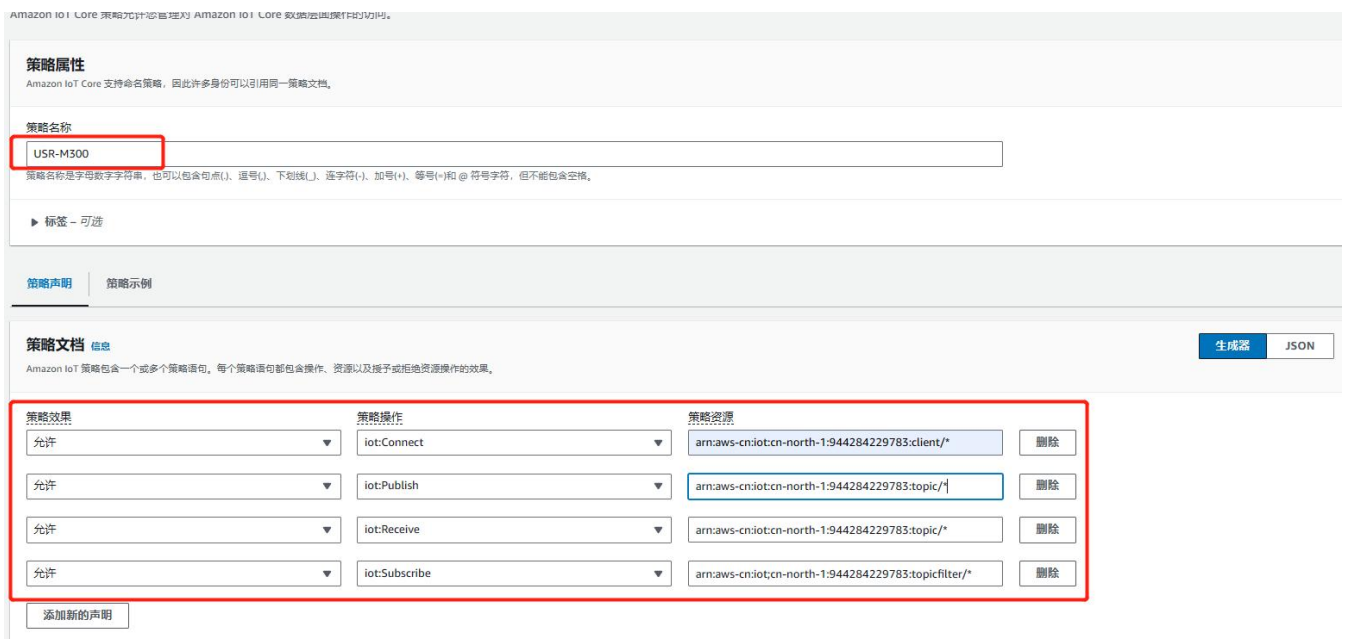 Amazon IoT Core 策略允许您管理对 Amazon IoT Core 数据层面操作的访问。
策略属性
Amazon IoT Core 支持命名策略，因此许多身份可以引用同一策略文档。
策略名称
USR-M300
策略名称是字母数字字符串，也可以包含句点(.)、逗号(,)、下划线(_)、连字符(-)、加号(+)、等号(=)和 @ 符号字符，但不能包含空格。
▶ 标签 – 可选
策略声明 策略示例
策略文档 信息 生成器 JSON
Amazon IoT 策略包含一个或多个策略语句。每个策略语句都包含操作、资源以及授予或拒绝资源操作的效果。
策略效果 策略操作 策略资源
允许 iot:Connect arn:aws-cn:iot:cn-north-1:944284229783:client/* 删除
允许 iot:Publish arn:aws-cn:iot:cn-north-1:944284229783:topic/* 删除
允许 iot:Receive arn:aws-cn:iot:cn-north-1:944284229783:topic/* 删除
允许 iot:Subscribe arn:aws-cn:iot;cn-north-1:944284229783:topicfilter/* 删除
添加新的声明